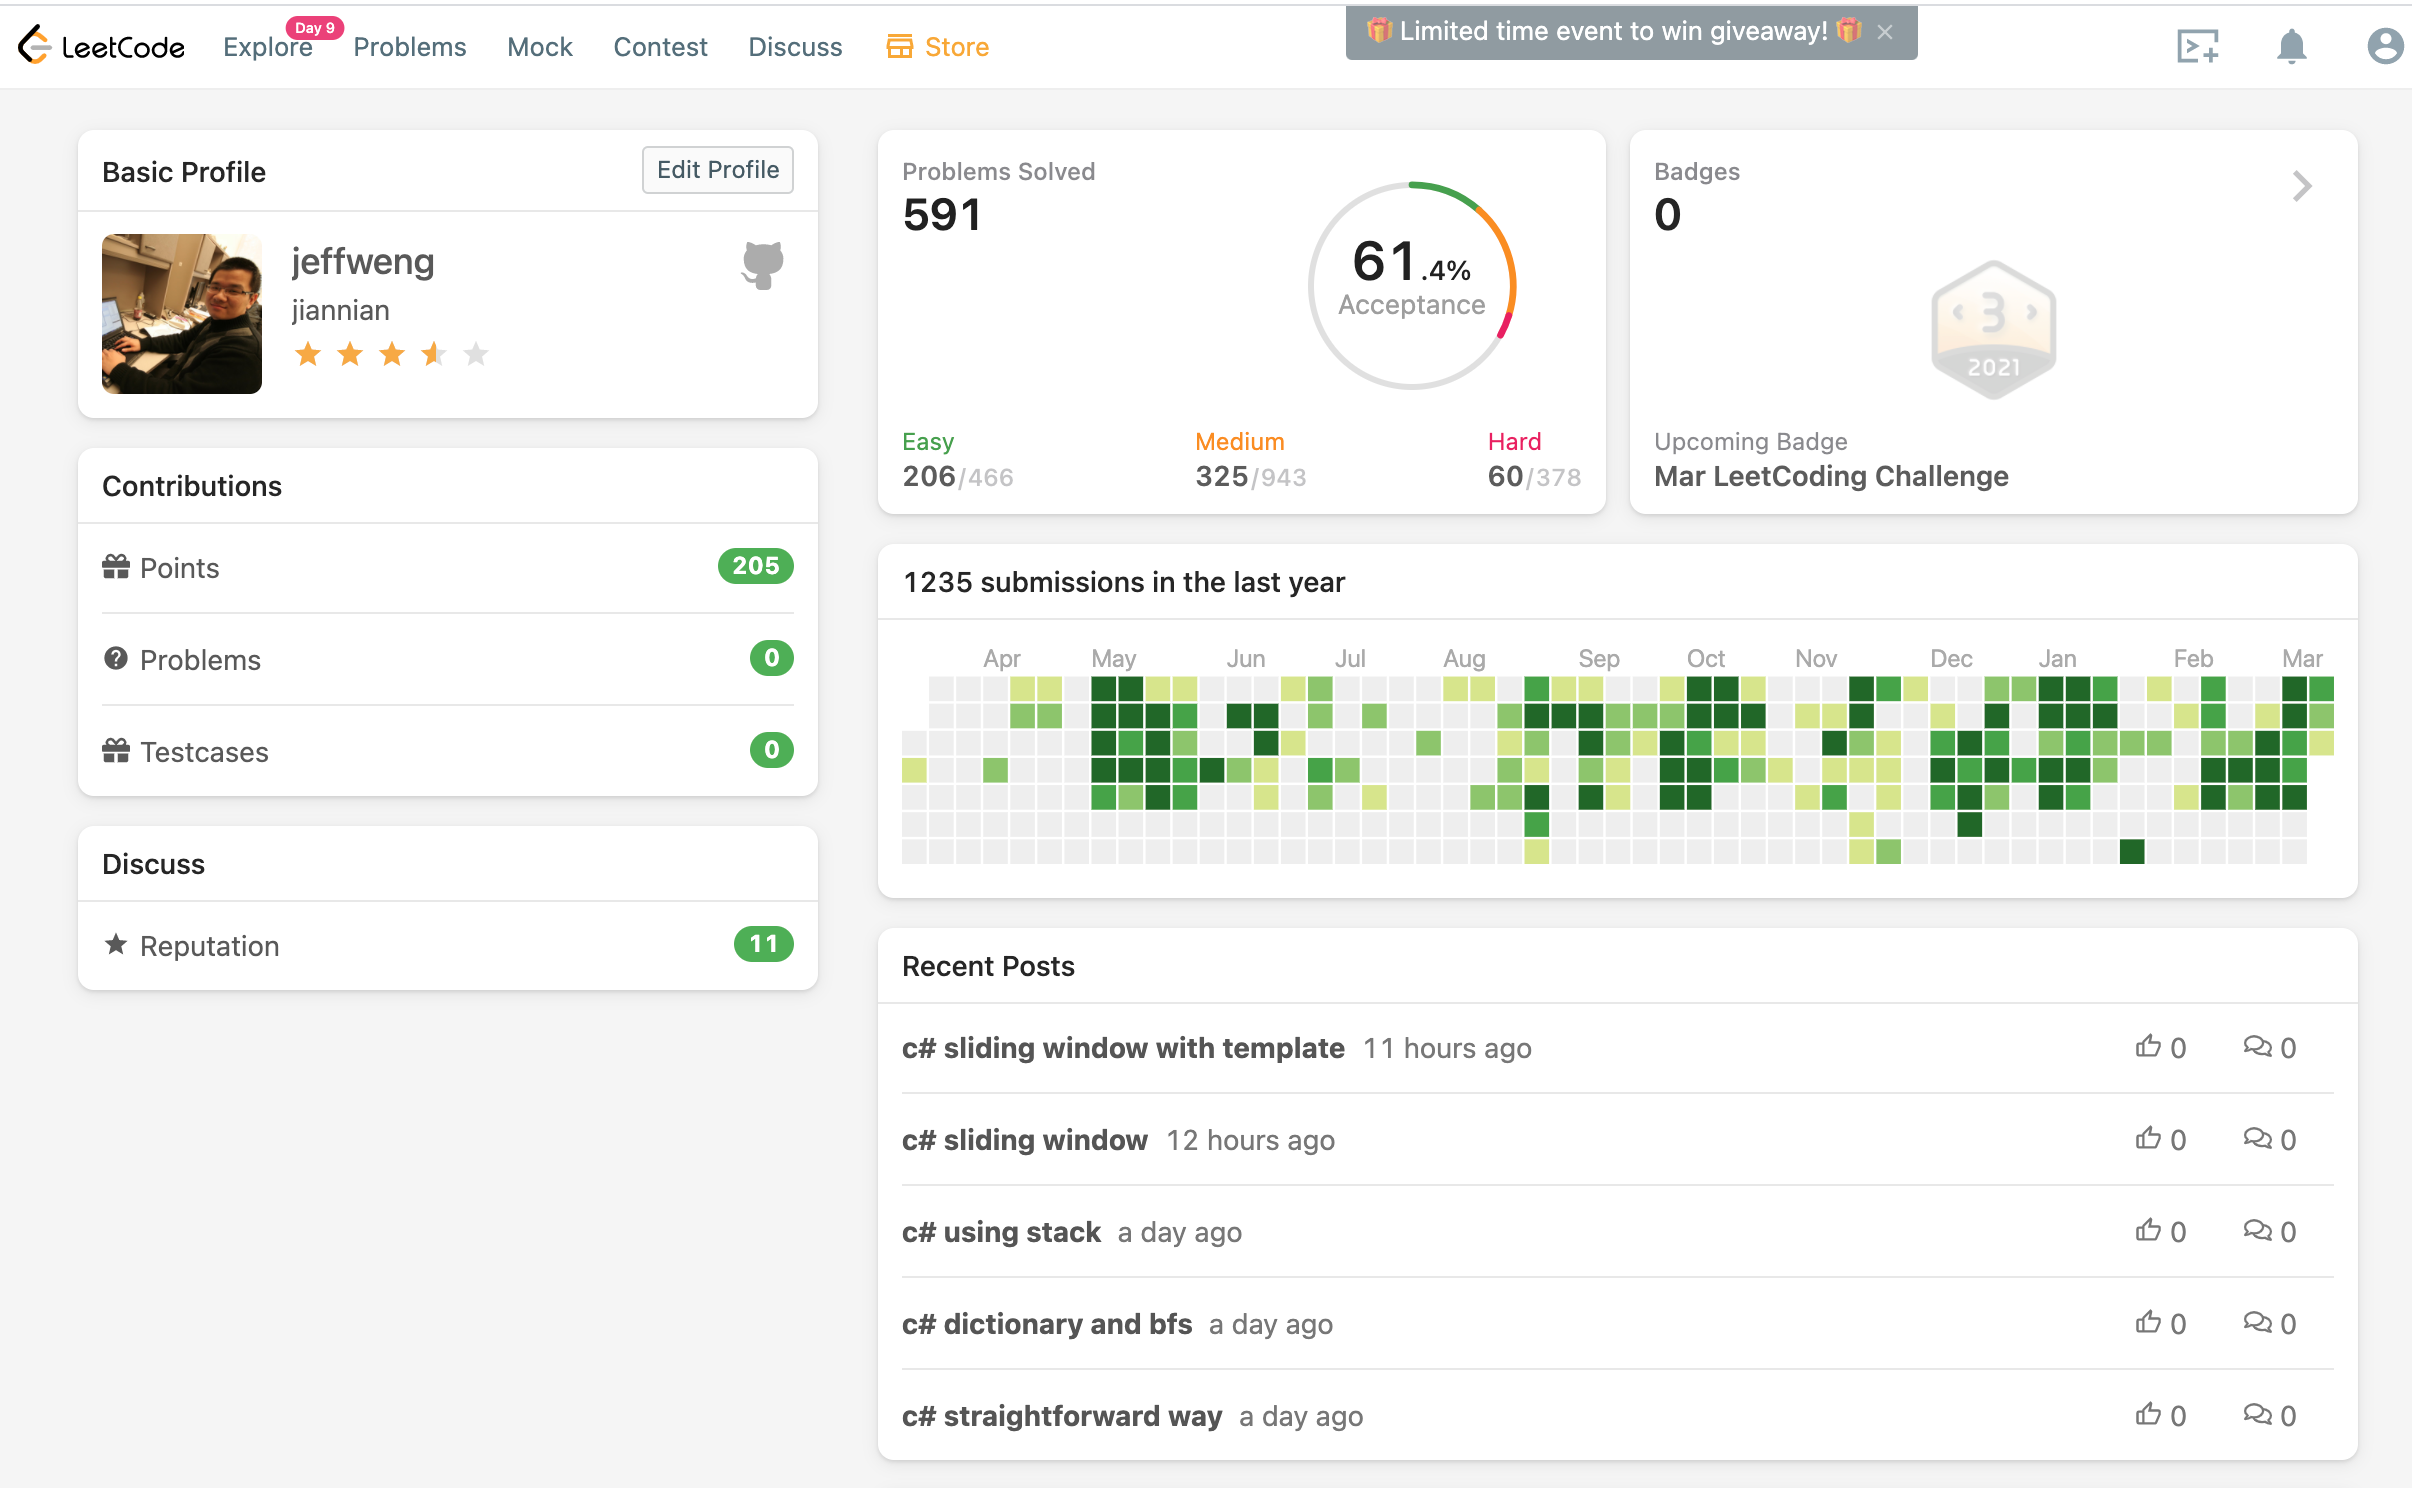 LeetCode Explore Day 9 Problems Mock Contest Discuss Store
🎁 Limited time event to win giveaway! 🎁 ×
Basic Profile
Edit Profile
jeffweng
jiannian
Contributions
Points 205
Problems 0
Testcases 0
Discuss
Reputation 11
Problems Solved
591
61.4%
Acceptance
Easy Medium Hard
206/466 325/943 60/378
Badges
0
3
2021
Upcoming Badge
Mar LeetCoding Challenge
1235 submissions in the last year
Apr May Jun Jul Aug Sep Oct Nov Dec Jan Feb Mar
Recent Posts
c# sliding window with template 11 hours ago 0 0
c# sliding window 12 hours ago 0 0
c# using stack a day ago 0 0
c# dictionary and bfs a day ago 0 0
c# straightforward way a day ago 0 0